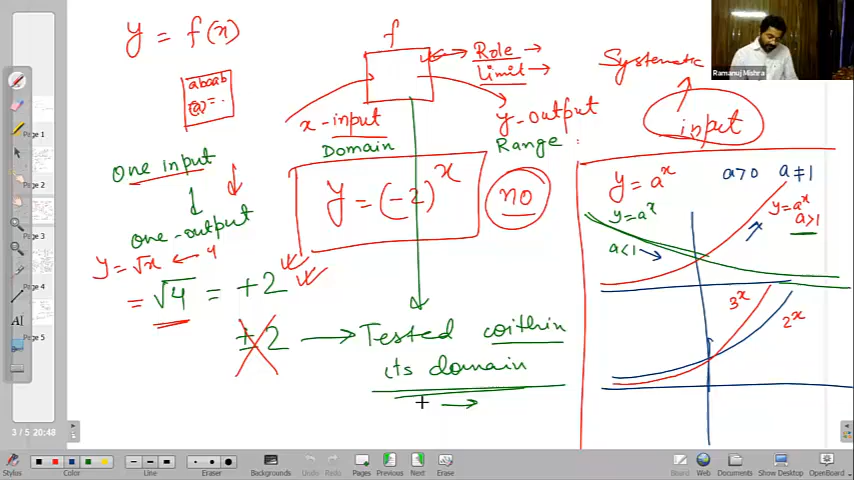 y = f(x)
f
Role →
Limit →
abaab
(a) = .
x - input
Domain
y - output
Range :
Systematic
input
one input
↓
one-output
y = √x ← 4
= √4 = +2
±2 → Tested within
its domain
y = (-2)^x
no
y = a^x a>0 a≠1
y = a^x
a<1
y = a^x
a>1
3^x
2^x
Ramanuj Mishra
Page 1
Page 2
Page 3
Page 4
Page 5
3 / 5 20:48
Stylus
Color
Line
Eraser
Backgrounds
Undo
Redo
Pages
Previous
Next
Erase
Board
Web
Documents
Show Desktop
OpenBoard